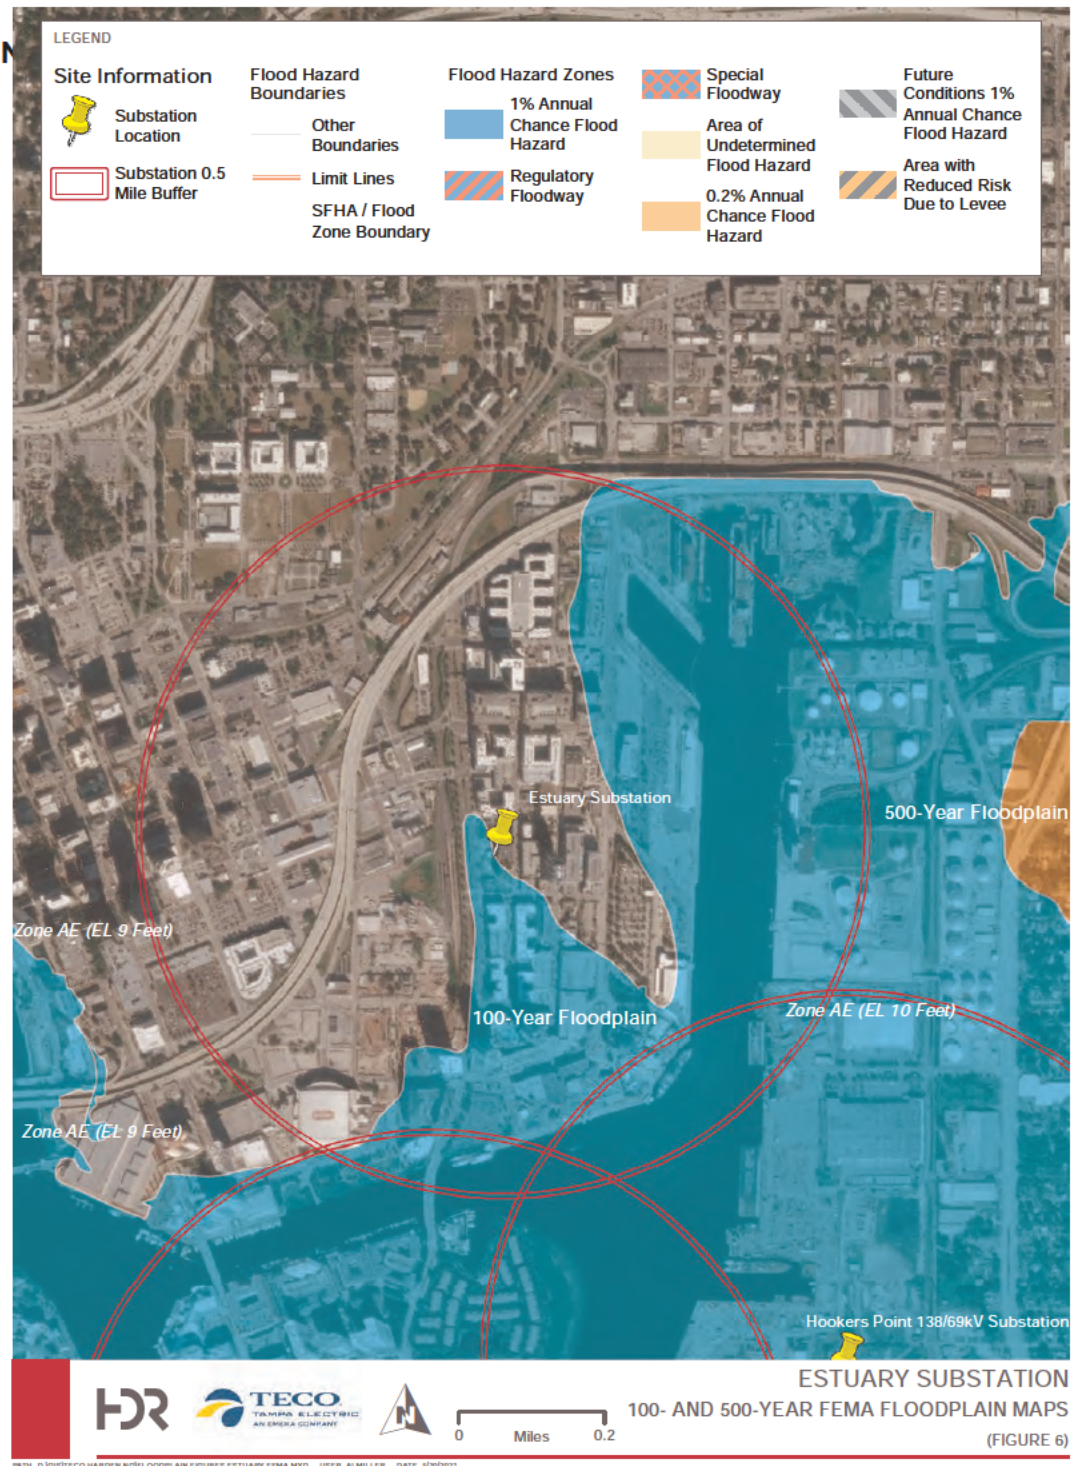 N
LEGEND
Site Information
Substation
Location
Substation 0.5
Mile Buffer
Flood Hazard
Boundaries
Other
Boundaries
Limit Lines
SFHA / Flood
Zone Boundary
Flood Hazard Zones
1% Annual
Chance Flood
Hazard
Regulatory
Floodway
Special
Floodway
Area of
Undetermined
Flood Hazard
0.2% Annual
Chance Flood
Hazard
Future
Conditions 1%
Annual Chance
Flood Hazard
Area with
Reduced Risk
Due to Levee
Estuary Substation
500-Year Floodplain
Zone AE (EL 9 Feet)
100-Year Floodplain
Zone AE (EL 10 Feet)
Zone AE (EL 9 Feet)
Hookers Point 138/69kV Substation
HDR
TECO
TAMPA ELECTRIC
AN EMERA COMPANY
N
0 Miles 0.2
ESTUARY SUBSTATION
100- AND 500-YEAR FEMA FLOODPLAIN MAPS
(FIGURE 6)